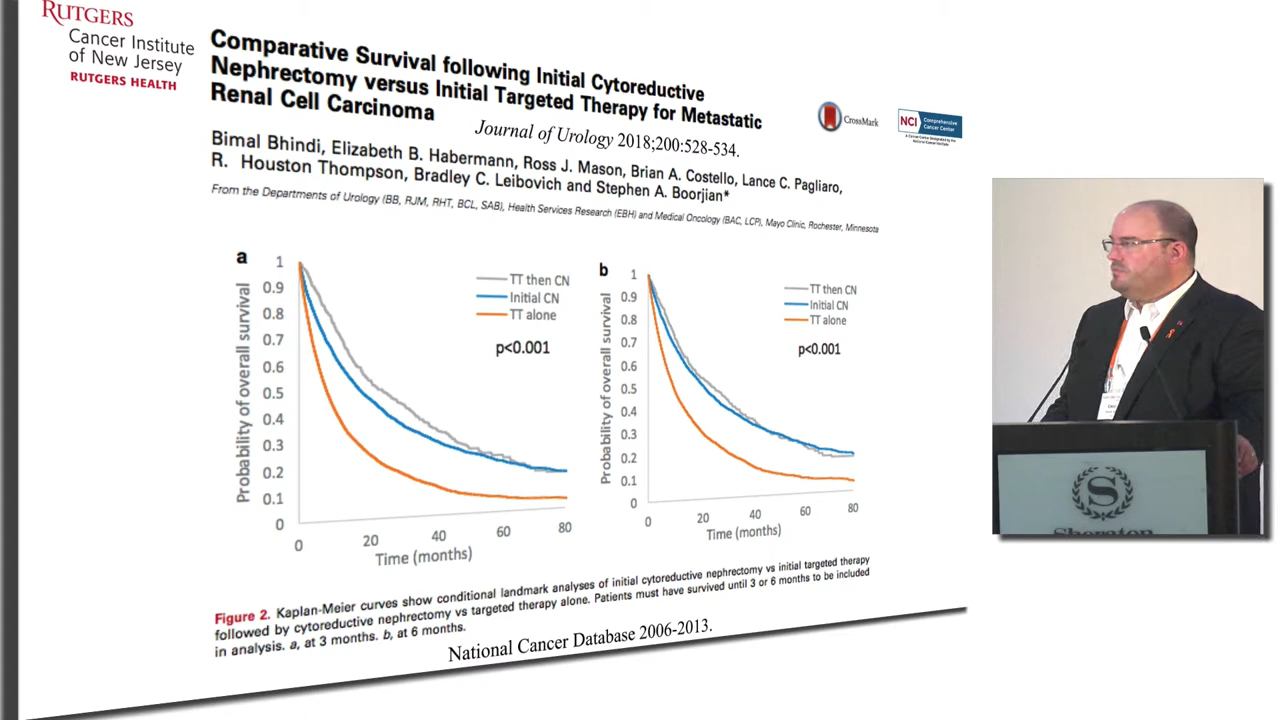 RUTGERS
Cancer Institute
of New Jersey
RUTGERS HEALTH
Comparative Survival following Initial Cytoreductive
Nephrectomy versus Initial Targeted Therapy for Metastatic
Renal Cell Carcinoma
Journal of Urology 2018;200:528-534.
CrossMark
NCI
Comprehensive
Cancer Center
Bimal Bhindi, Elizabeth B. Habermann, Ross J. Mason, Brian A. Costello, Lance C. Pagliaro,
R. Houston Thompson, Bradley C. Leibovich and Stephen A. Boorjian*
From the Departments of Urology (BB, RJM, RHT, BCL, SAB), Health Services Research (EBH) and Medical Oncology (BAC, LCP), Mayo Clinic, Rochester, Minnesota
a
Probability of overall survival
1
0.9
0.8
0.7
0.6
0.5
0.4
0.3
0.2
0.1
0
TT then CN
Initial CN
TT alone
p<0.001
0 20 40 60 80
Time (months)
b
Probability of overall survival
1
0.9
0.8
0.7
0.6
0.5
0.4
0.3
0.2
0.1
0
TT then CN
Initial CN
TT alone
p<0.001
0 20 40 60 80
Time (months)
Figure 2. Kaplan-Meier curves show conditional landmark analyses of initial cytoreductive nephrectomy vs initial targeted therapy
followed by cytoreductive nephrectomy vs targeted therapy alone. Patients must have survived until 3 or 6 months to be included
in analysis. a, at 3 months. b, at 6 months.
National Cancer Database 2006-2013.
S
Sheraton